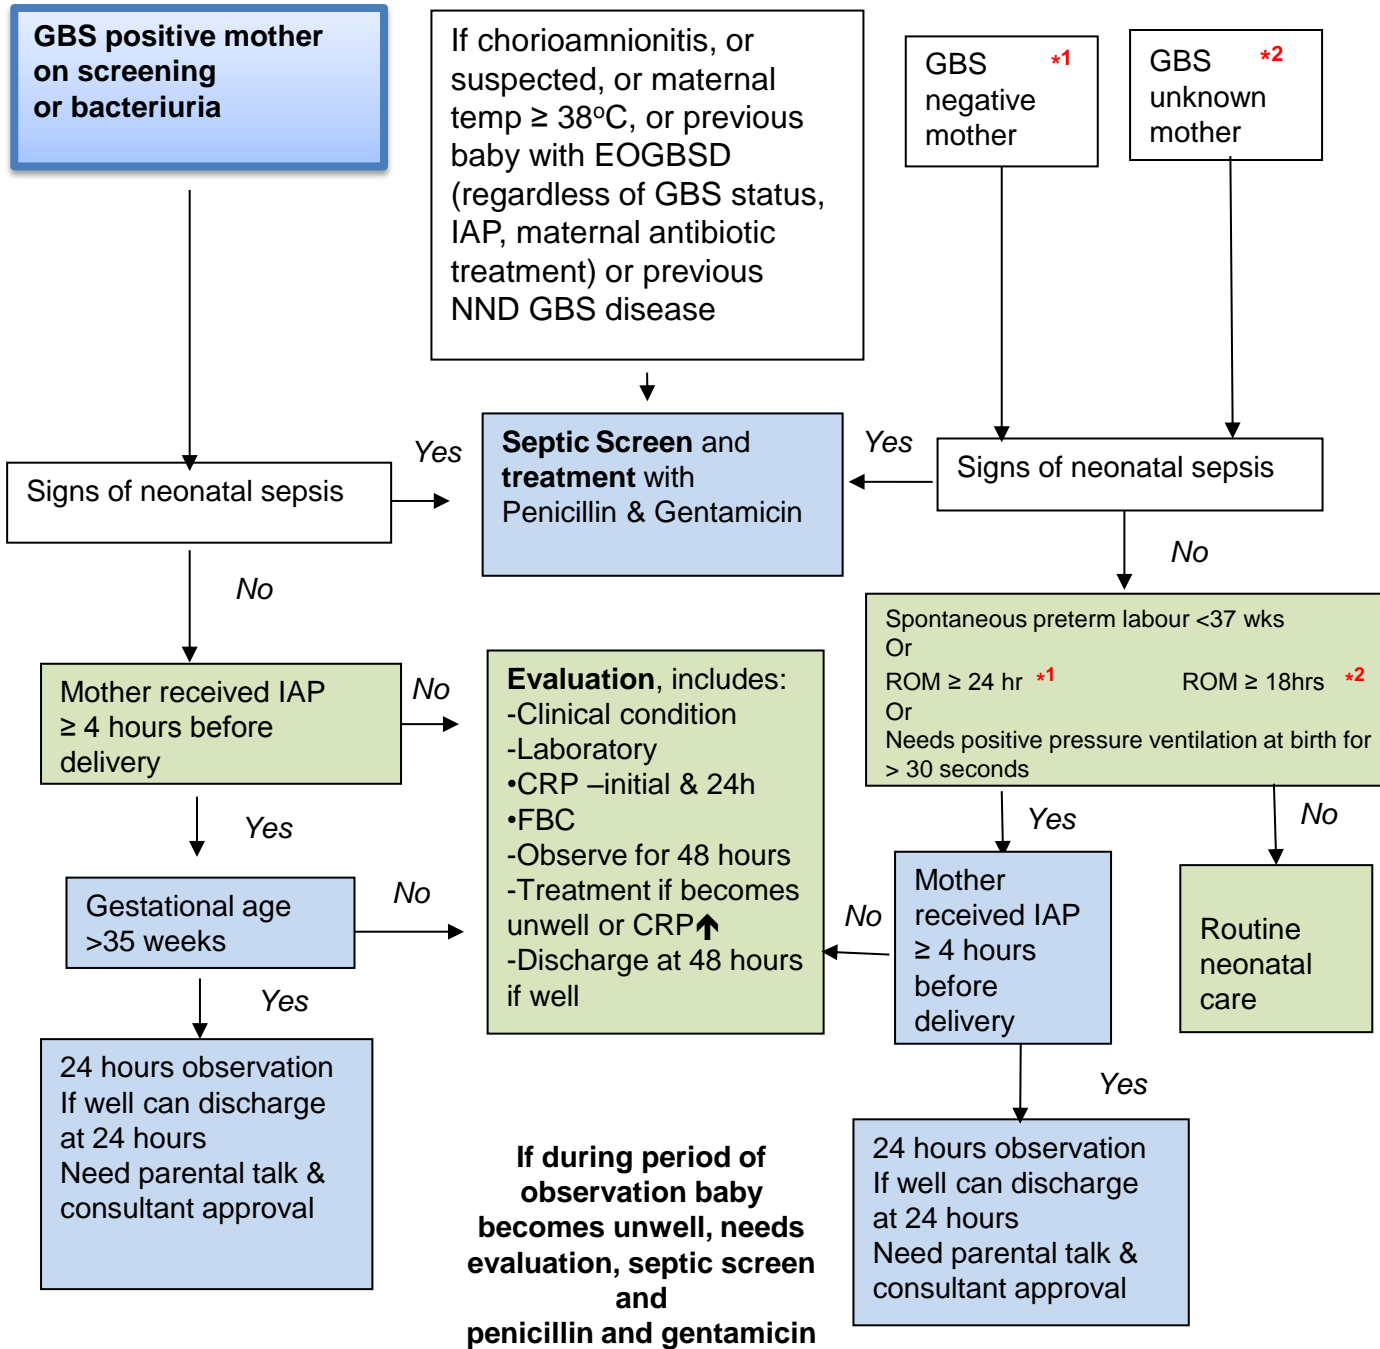 GBS positive mother
on screening
or bacteriuria
If chorioamnionitis, or
suspected, or maternal
temp ≥ 38ºC, or previous
baby with EOGBSD
(regardless of GBS status,
IAP, maternal antibiotic
treatment) or previous
NND GBS disease
GBS *1
negative
mother
GBS *2
unknown
mother
Signs of neonatal sepsis
Yes
Septic Screen and
treatment with
Penicillin & Gentamicin
Yes
Signs of neonatal sepsis
No
No
Mother received IAP
≥ 4 hours before
delivery
No
Evaluation, includes:
-Clinical condition
-Laboratory
•CRP –initial & 24h
•FBC
-Observe for 48 hours
-Treatment if becomes
unwell or CRP↑
-Discharge at 48 hours
if well
Spontaneous preterm labour <37 wks
Or
ROM ≥ 24 hr *1 ROM ≥ 18hrs *2
Or
Needs positive pressure ventilation at birth for
> 30 seconds
Yes
Yes
No
Gestational age
>35 weeks
No
No
Mother
received IAP
≥ 4 hours
before
delivery
Routine
neonatal
care
Yes
Yes
24 hours observation
If well can discharge
at 24 hours
Need parental talk &
consultant approval
If during period of
observation baby
becomes unwell, needs
evaluation, septic screen
and
penicillin and gentamicin
24 hours observation
If well can discharge
at 24 hours
Need parental talk &
consultant approval